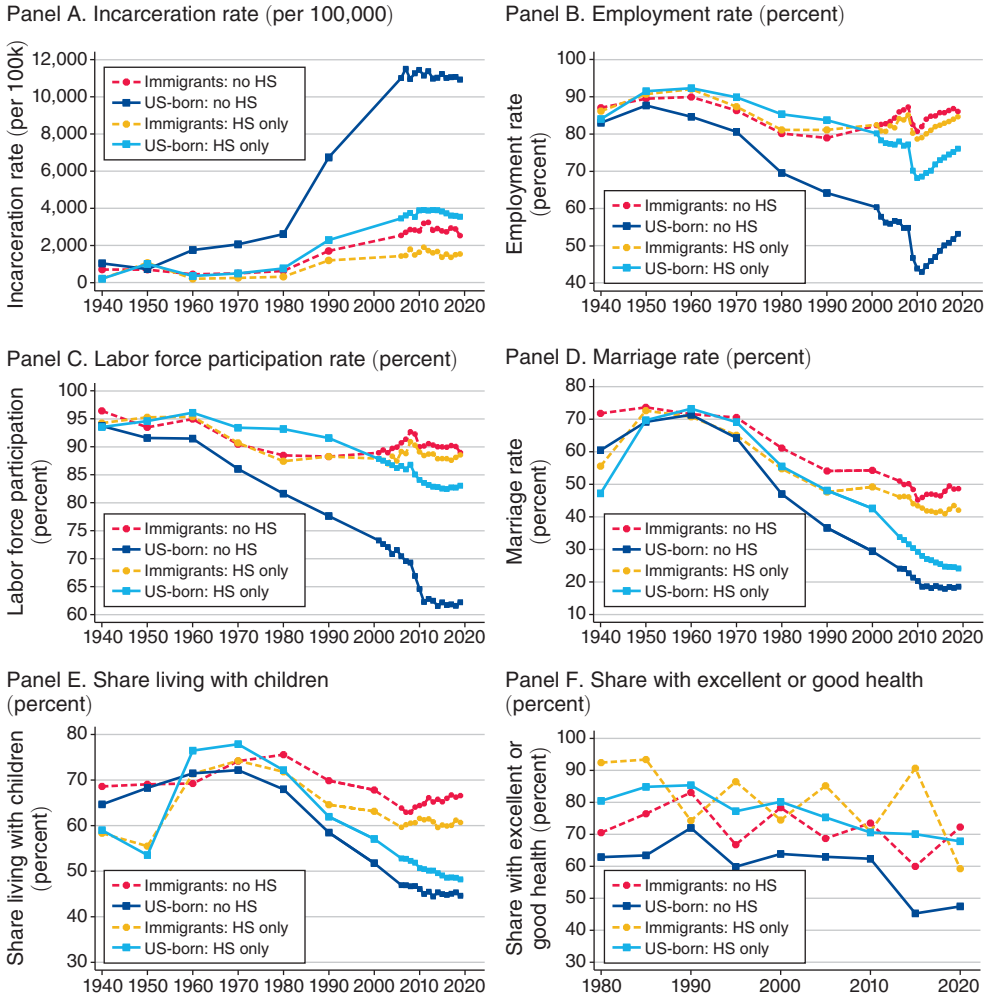 Panel A. Incarceration rate (per 100,000)
Incarceration rate (per 100k)
12,000
10,000
8,000
6,000
4,000
2,000
0
Immigrants: no HS
US-born: no HS
Immigrants: HS only
US-born: HS only
1940 1950 1960 1970 1980 1990 2000 2010 2020
Panel B. Employment rate (percent)
Employment rate
(percent)
100
90
80
70
60
50
40
Immigrants: no HS
US-born: no HS
Immigrants: HS only
US-born: HS only
1940 1950 1960 1970 1980 1990 2000 2010 2020
Panel C. Labor force participation rate (percent)
Labor force participation
(percent)
100
95
90
85
80
75
70
65
60
Immigrants: no HS
US-born: no HS
Immigrants: HS only
US-born: HS only
1940 1950 1960 1970 1980 1990 2000 2010 2020
Panel D. Marriage rate (percent)
Marriage rate
(percent)
80
70
60
50
40
30
20
10
Immigrants: no HS
US-born: no HS
Immigrants: HS only
US-born: HS only
1940 1950 1960 1970 1980 1990 2000 2010 2020
Panel E. Share living with children
(percent)
Share living with children
(percent)
80
70
60
50
40
30
Immigrants: no HS
US-born: no HS
Immigrants: HS only
US-born: HS only
1940 1950 1960 1970 1980 1990 2000 2010 2020
Panel F. Share with excellent or good health
(percent)
Share with excellent or
good health (percent)
100
90
80
70
60
50
40
30
Immigrants: no HS
US-born: no HS
Immigrants: HS only
US-born: HS only
1980 1990 2000 2010 2020